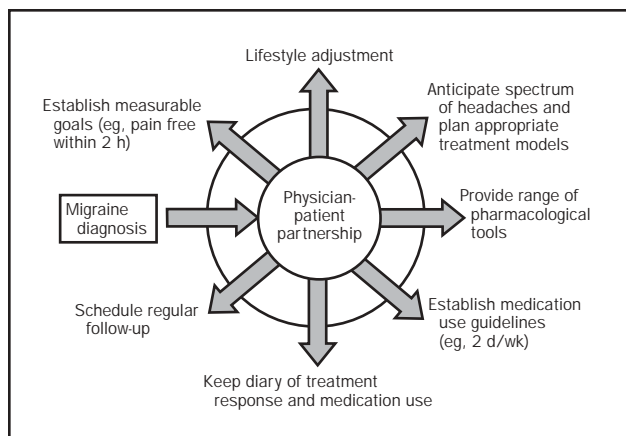 Lifestyle adjustment
Anticipate spectrum
of headaches and
plan appropriate
treatment models
Provide range of
pharmacological
tools
Establish medication
use guidelines
(eg, 2 d/wk)
Keep diary of treatment
response and medication use
Schedule regular
follow-up
Migraine
diagnosis
Establish measurable
goals (eg, pain free
within 2 h)
Physician-
patient
partnership